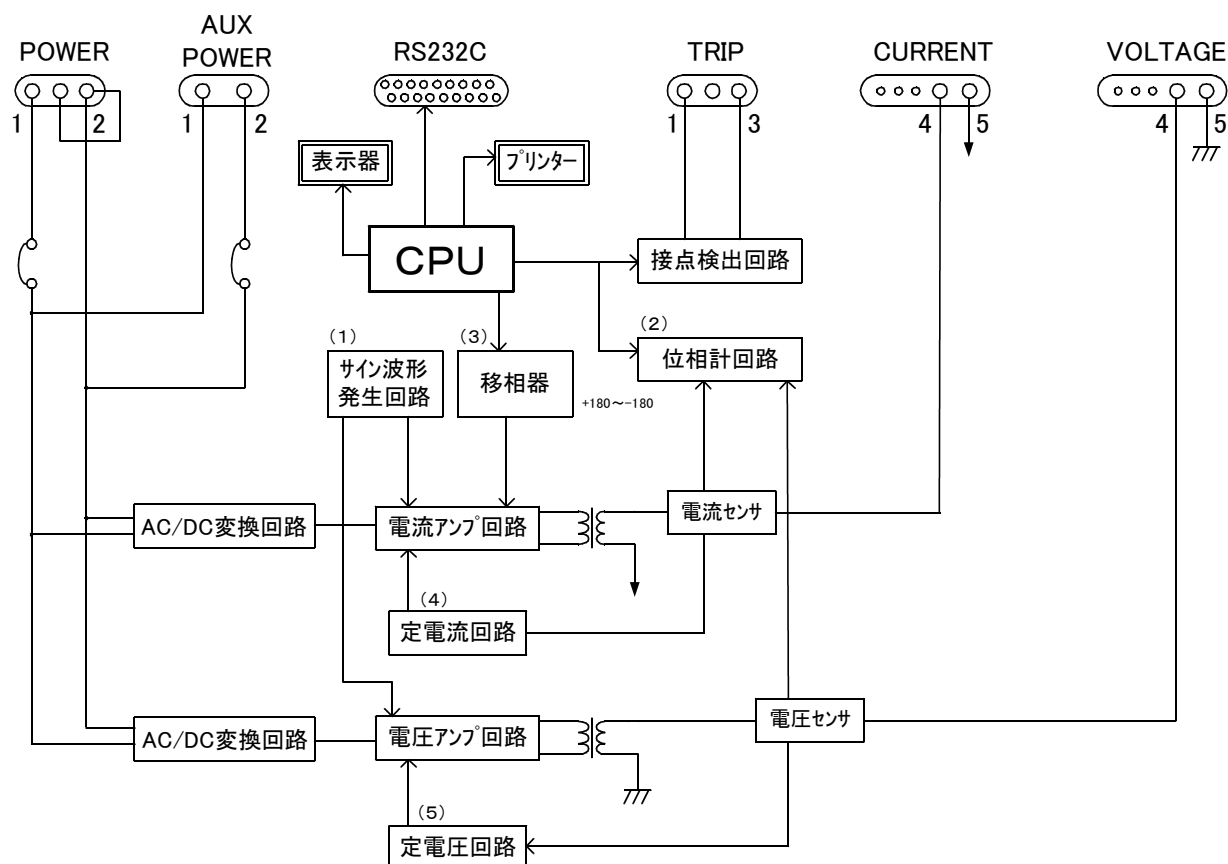 POWER
AUX
POWER
RS232C
TRIP
CURRENT
VOLTAGE
1
2
1
2
1
3
4
5
4
5
表示器
プリンター
CPU
接点検出回路
(1)
サイン波形
発生回路
(3)
移相器
+180～-180
(2)
位相計回路
AC/DC変換回路
電流アンプ回路
電流センサ
(4)
定電流回路
AC/DC変換回路
電圧アンプ回路
電圧センサ
(5)
定電圧回路